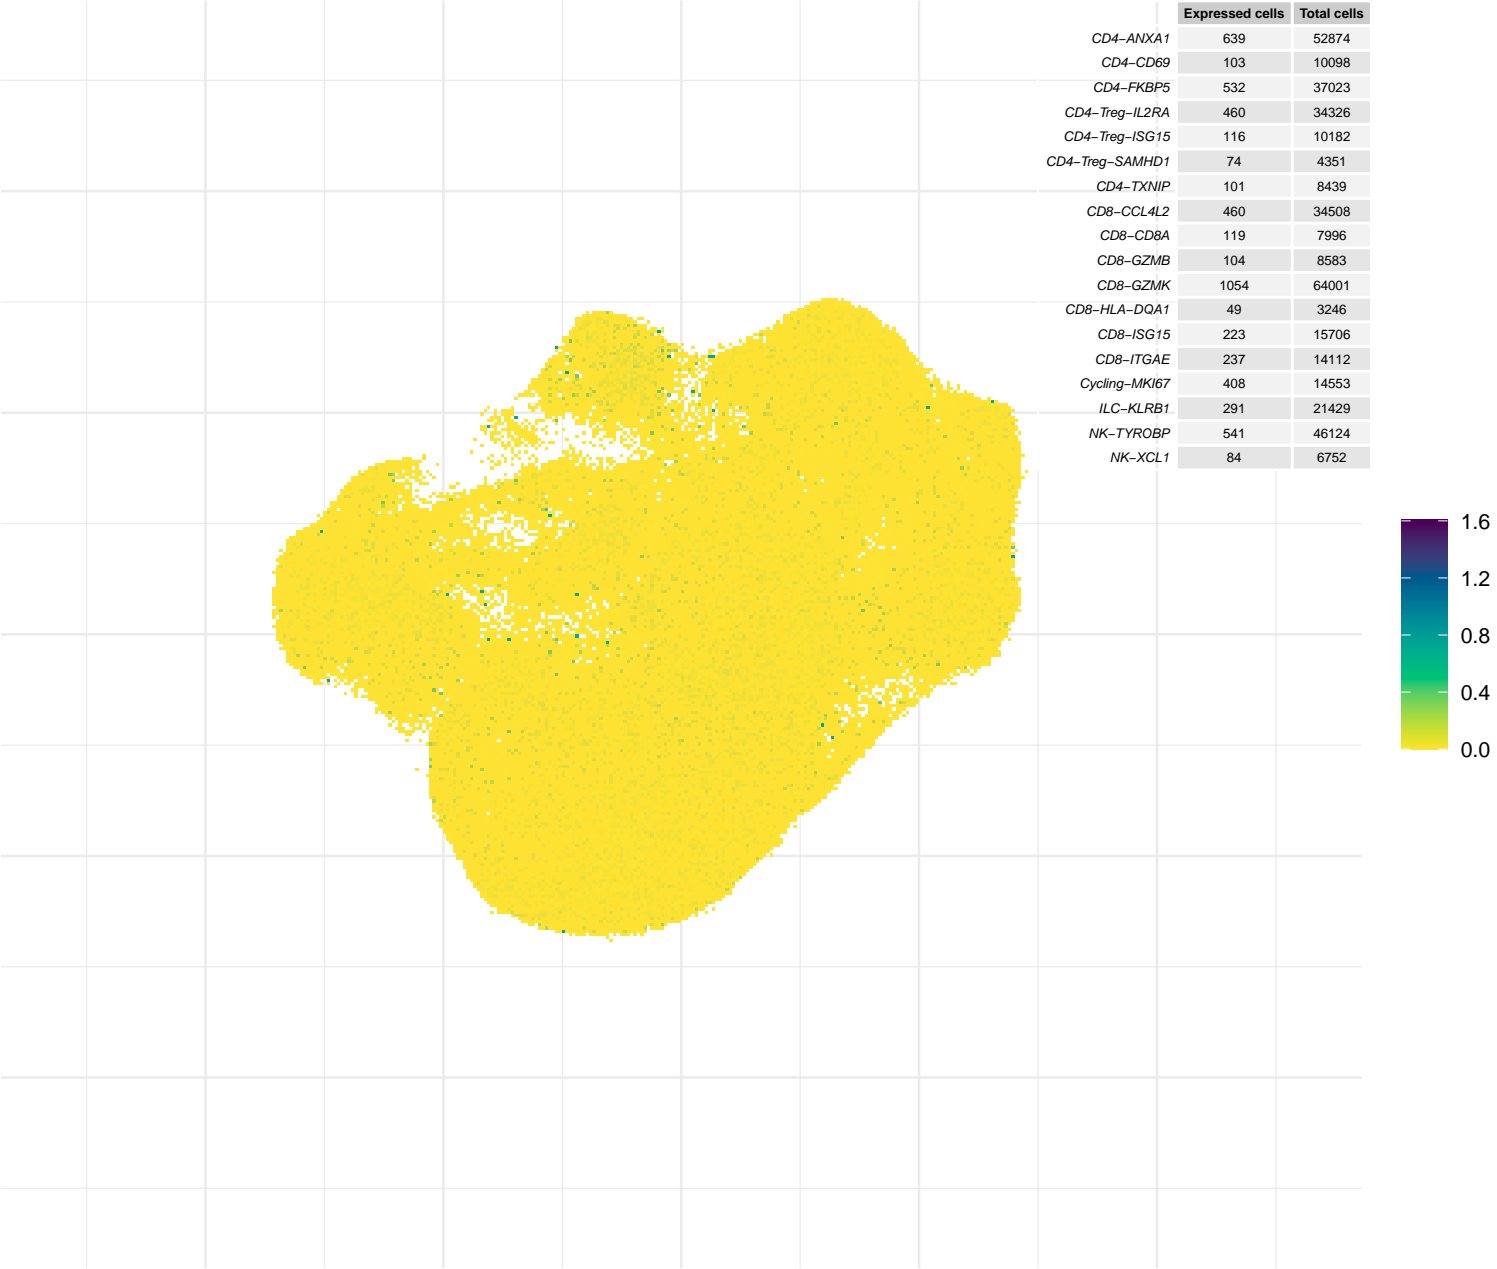 Expressed cells Total cells
CD4−ANXA1 639 52874
CD4−CD69 103 10098
CD4−FKBP5 532 37023
CD4−Treg−IL2RA 460 34326
CD4−Treg−ISG15 116 10182
CD4−Treg−SAMHD1 74 4351
CD4−TXNIP 101 8439
CD8−CCL4L2 460 34508
CD8−CD8A 119 7996
CD8−GZMB 104 8583
CD8−GZMK 1054 64001
CD8−HLA−DQA1 49 3246
CD8−ISG15 223 15706
CD8−ITGAE 237 14112
Cycling−MKI67 408 14553
ILC−KLRB1 291 21429
NK−TYROBP 541 46124
NK−XCL1 84 6752
1.6
1.2
0.8
0.4
0.0